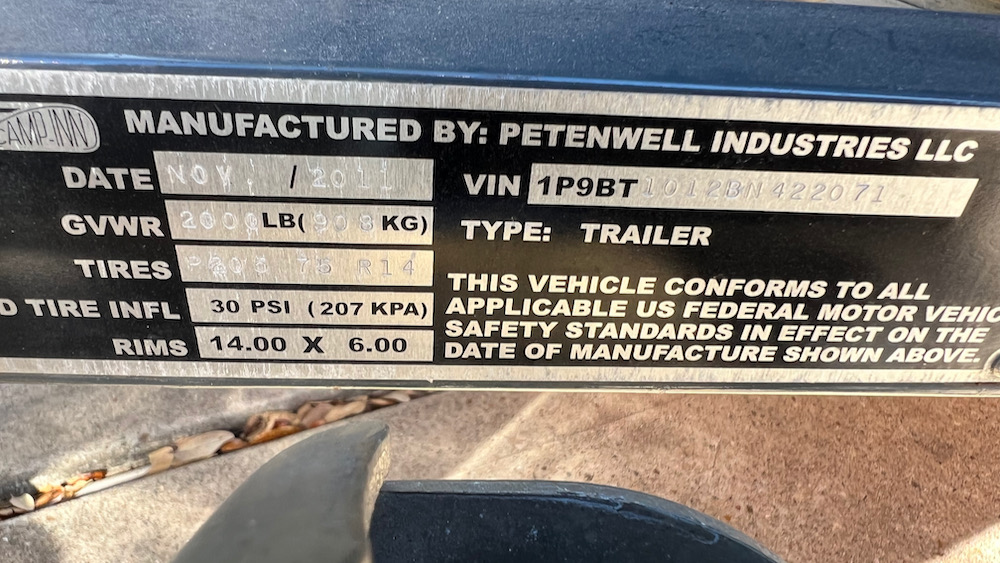 CAMP-INN
MANUFACTURED BY: PETENWELL INDUSTRIES LLC
DATE NOV. / 2011
VIN 1P9BT1012BN422071
GVWR 2000 LB( 908 KG)
TYPE: TRAILER
TIRES P205 75 R14
D TIRE INFL 30 PSI (207 KPA)
RIMS 14.00 X 6.00
THIS VEHICLE CONFORMS TO ALL
APPLICABLE US FEDERAL MOTOR VEHIC
SAFETY STANDARDS IN EFFECT ON THE
DATE OF MANUFACTURE SHOWN ABOVE.